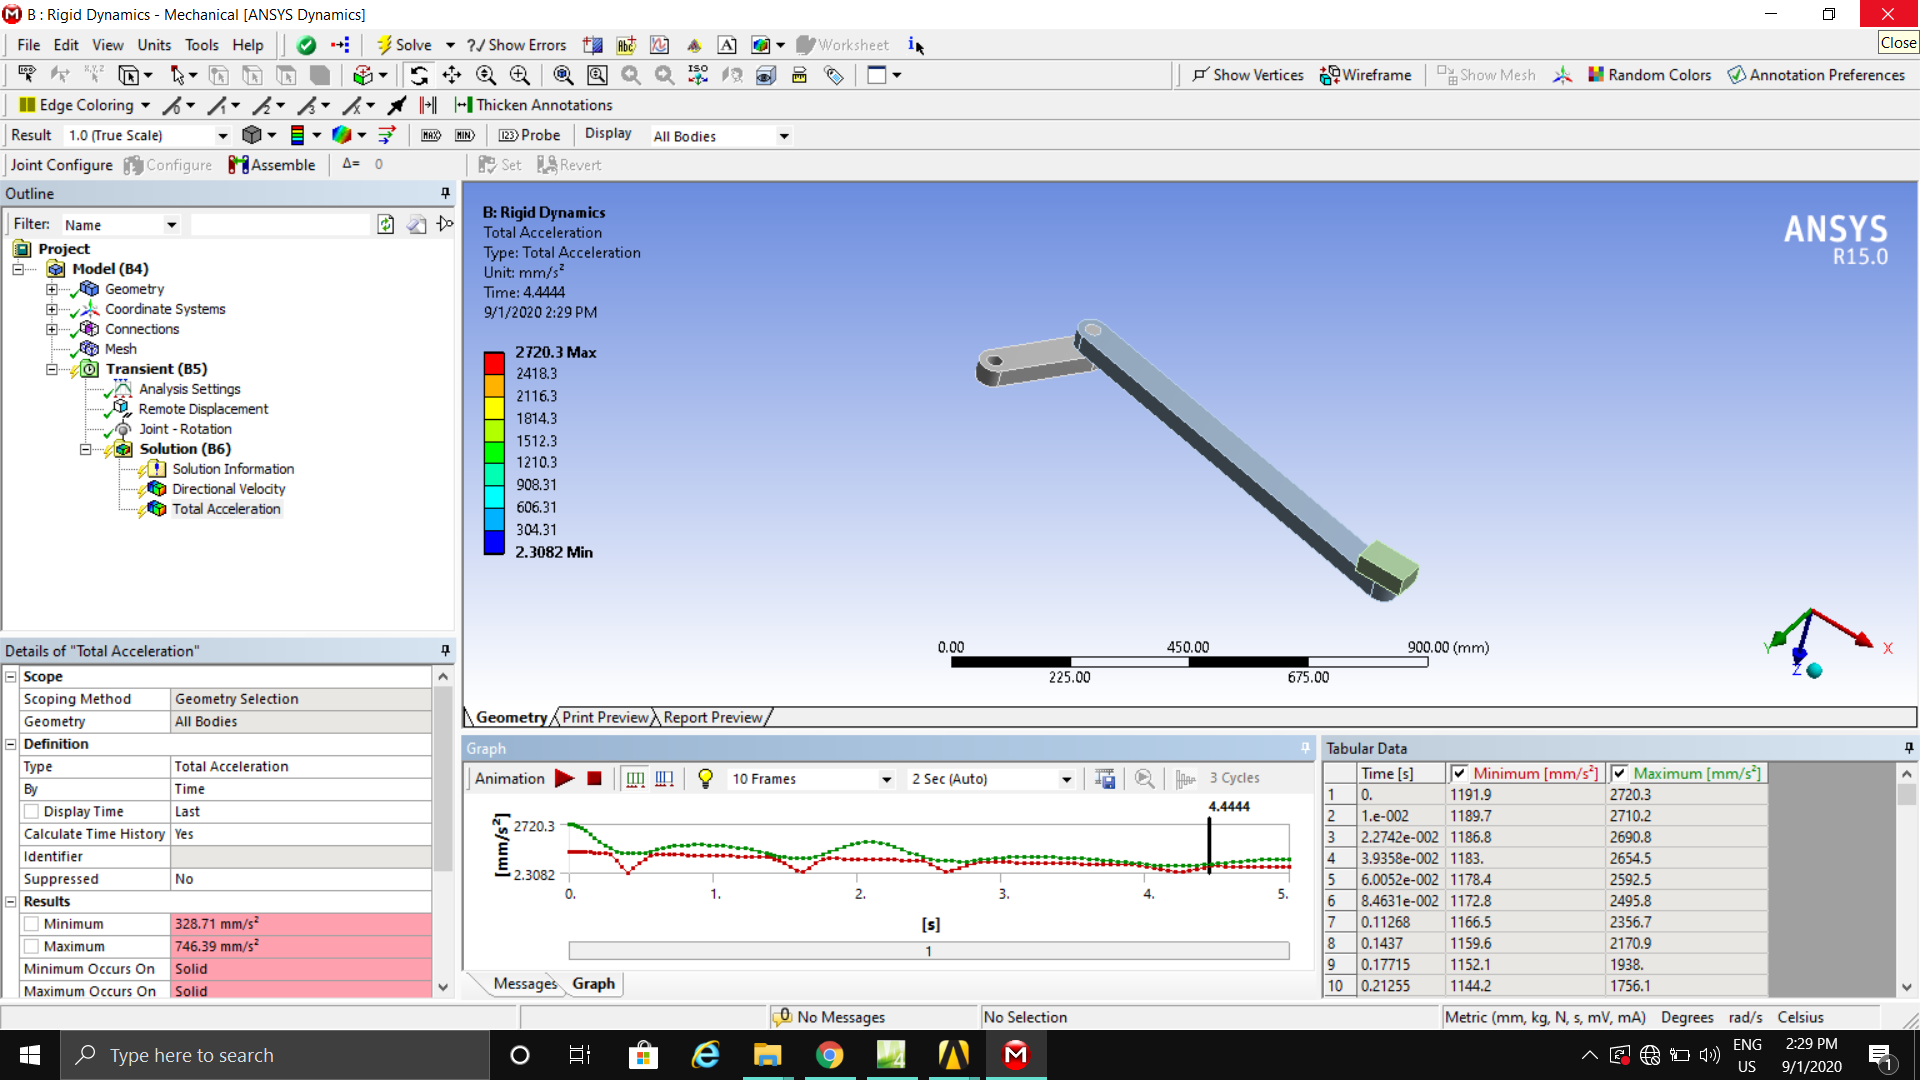 B : Rigid Dynamics - Mechanical [ANSYS Dynamics]
File Edit View Units Tools Help Solve ?√ Show Errors Abc A Worksheet i
Close
ISO Show Vertices Wireframe Show Mesh Random Colors Annotation Preferences
Edge Coloring 0 1 2 3 x Thicken Annotations
Result 1.0 (True Scale) MAX MIN 123 Probe Display All Bodies
Joint Configure Configure Assemble Δ= 0 Set Revert
Outline
Filter: Name
Project
Model (B4)
Geometry
Coordinate Systems
Connections
Mesh
Transient (B5)
Analysis Settings
Remote Displacement
Joint - Rotation
Solution (B6)
Solution Information
Directional Velocity
Total Acceleration
B: Rigid Dynamics
Total Acceleration
Type: Total Acceleration
Unit: mm/s²
Time: 4.4444
9/1/2020 2:29 PM
2720.3 Max
2418.3
2116.3
1814.3
1512.3
1210.3
908.31
606.31
304.31
2.3082 Min
ANSYS
R15.0
0.00 450.00 900.00 (mm)
225.00 675.00
Y Z X
Geometry Print Preview Report Preview
Details of "Total Acceleration"
Scope
Scoping Method Geometry Selection
Geometry All Bodies
Definition
Type Total Acceleration
By Time
Display Time Last
Calculate Time History Yes
Identifier
Suppressed No
Results
Minimum 328.71 mm/s²
Maximum 746.39 mm/s²
Minimum Occurs On Solid
Maximum Occurs On Solid
Graph
Animation 10 Frames 2 Sec (Auto) 3 Cycles
4.4444
[mm/s²]
2720.3
2.3082
0. 1. 2. 3. 4. 5.
[s]
1
Messages Graph
Tabular Data
Time [s] Minimum [mm/s²] Maximum [mm/s²]
1 0. 1191.9 2720.3
2 1.e-002 1189.7 2710.2
3 2.2742e-002 1186.8 2690.8
4 3.9358e-002 1183. 2654.5
5 6.0052e-002 1178.4 2592.5
6 8.4631e-002 1172.8 2495.8
7 0.11268 1166.5 2356.7
8 0.1437 1159.6 2170.9
9 0.17715 1152.1 1938.
10 0.21255 1144.2 1756.1
0 No Messages No Selection Metric (mm, kg, N, s, mV, mA) Degrees rad/s Celsius
Type here to search
ENG
US
2:29 PM
9/1/2020
1